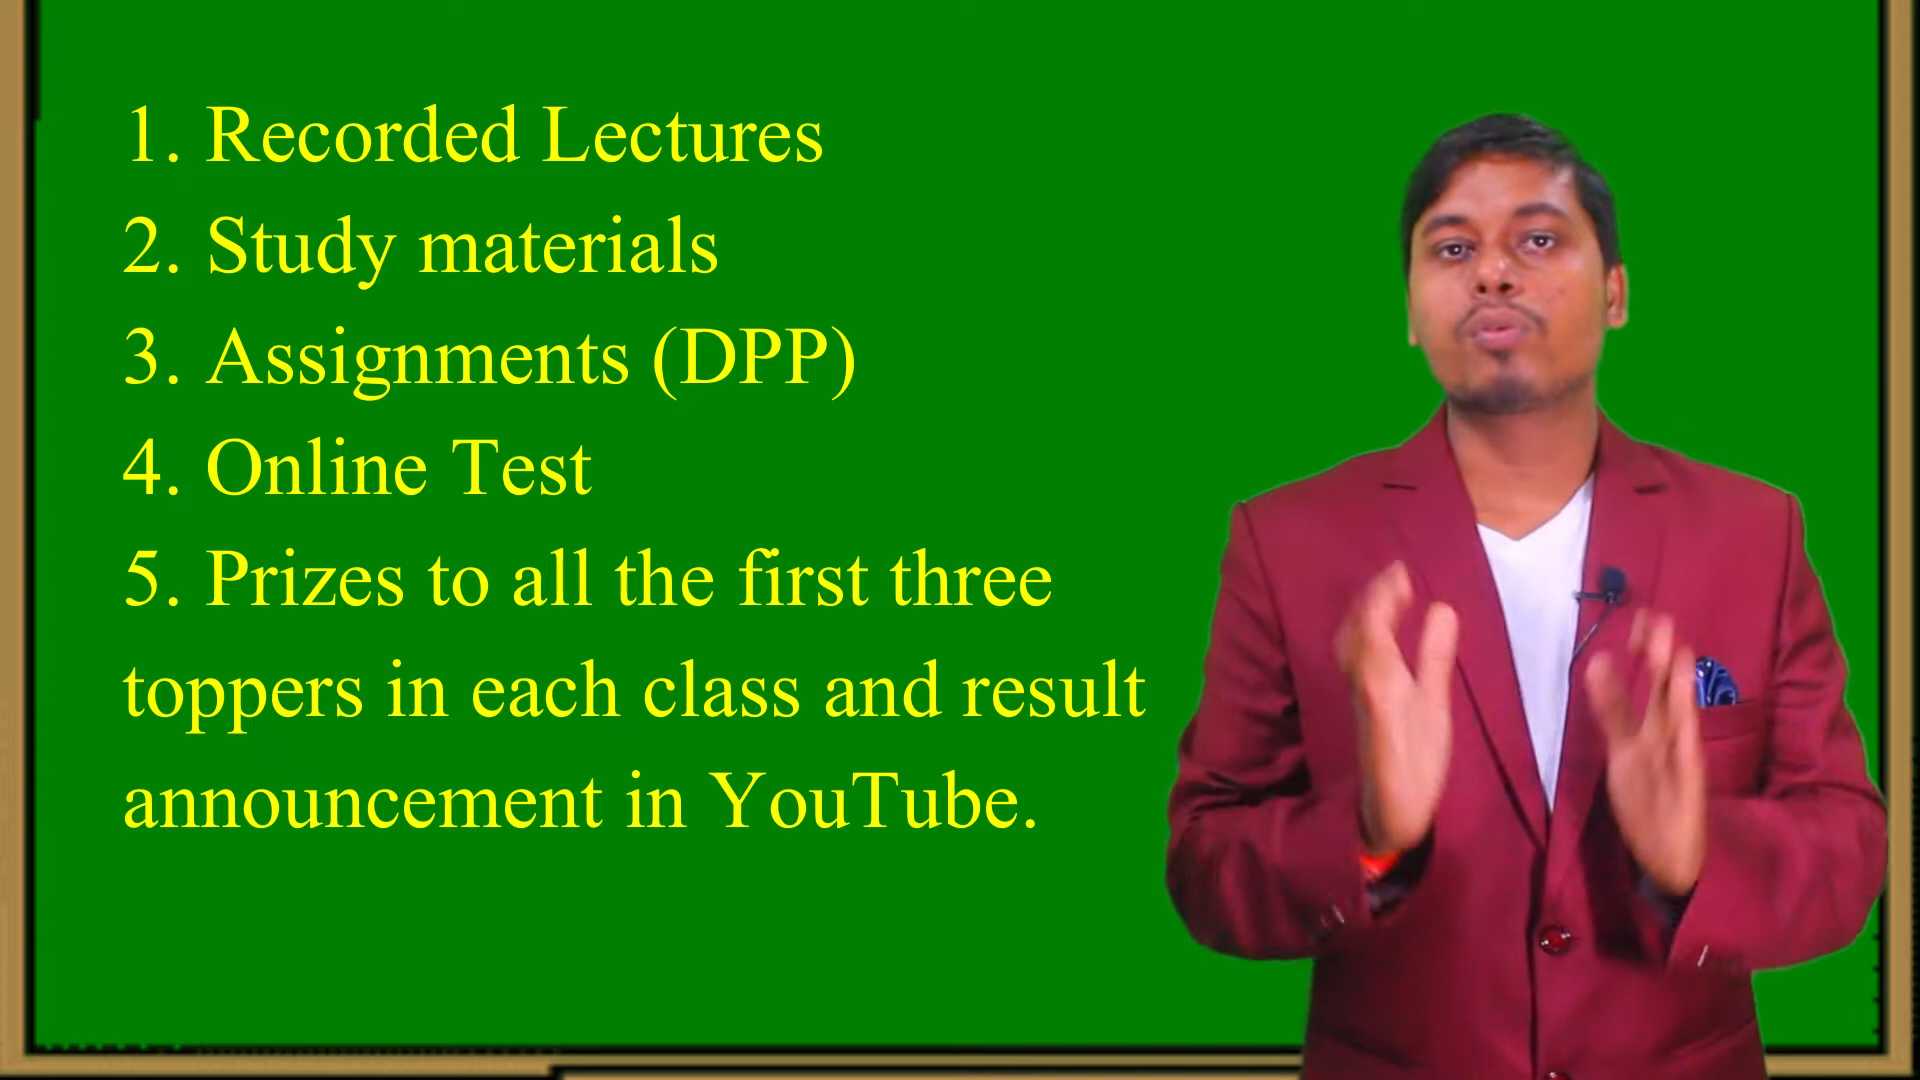 1. Recorded Lectures
2. Study materials
3. Assignments (DPP)
4. Online Test
5. Prizes to all the first three
toppers in each class and result
announcement in YouTube.